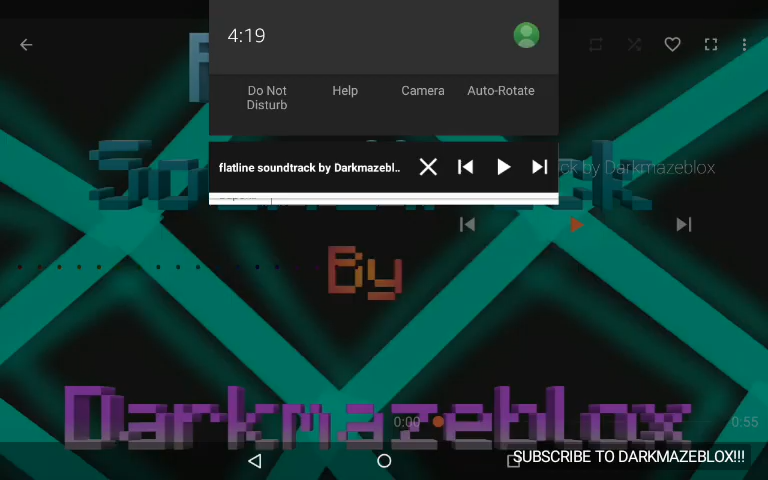 4:19
Do Not
Disturb
Help
Camera
Auto-Rotate
flatline soundtrack by Darkmazebl..
ck by Darkmazeblox
By
Darkmazeblox
0:00
0:55
SUBSCRIBE TO DARKMAZEBLOX!!!